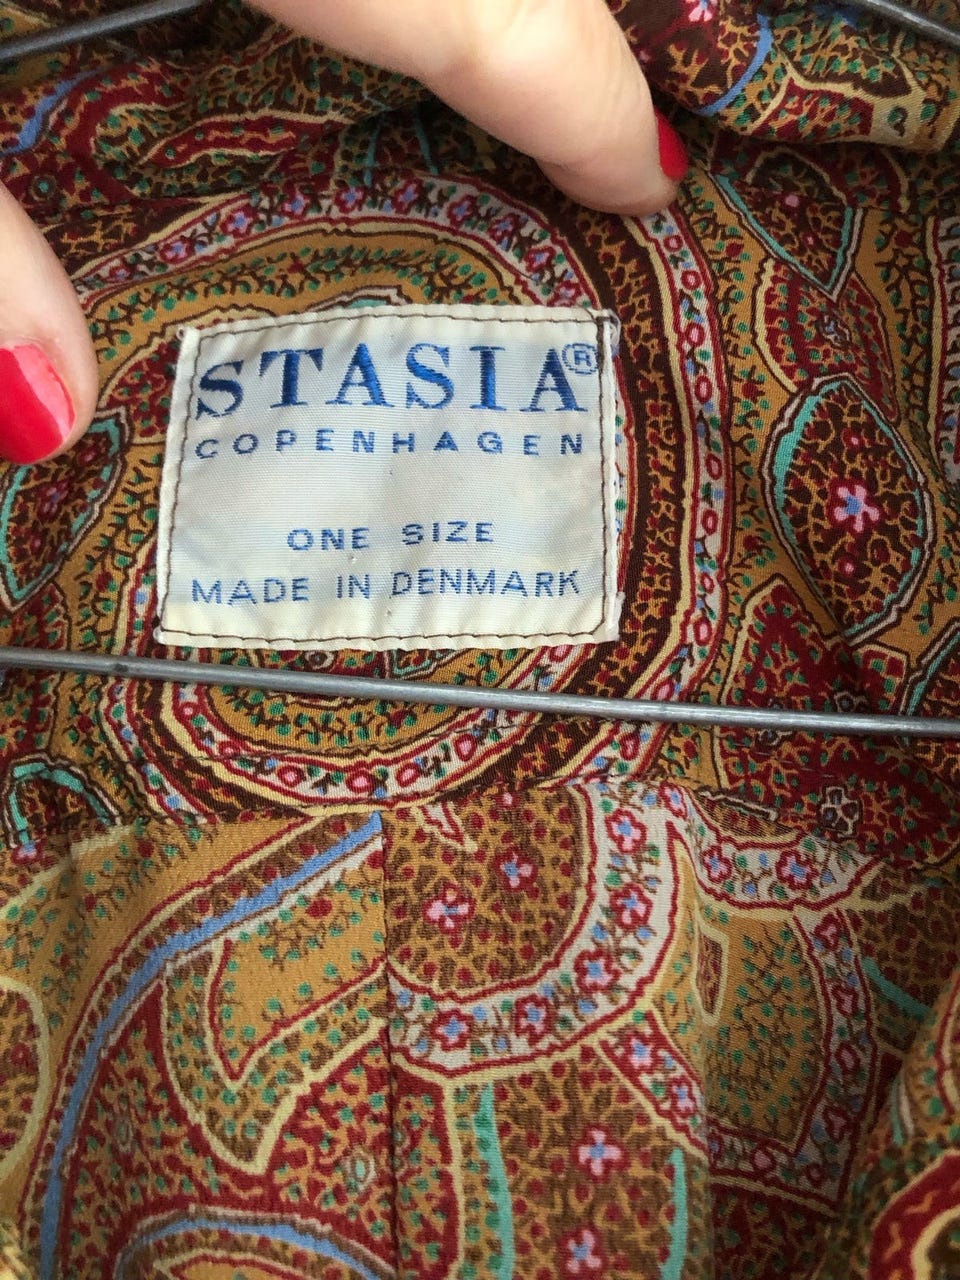 STASIA®
COPENHAGEN
ONE SIZE
MADE IN DENMARK